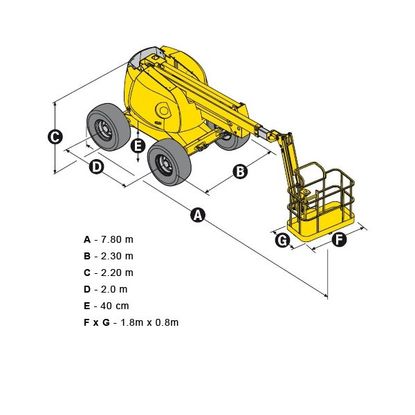 C
D
E
B
A
G
F
A - 7.80 m
B - 2.30 m
C - 2.20 m
D - 2.0 m
E - 40 cm
F x G - 1.8m x 0.8m